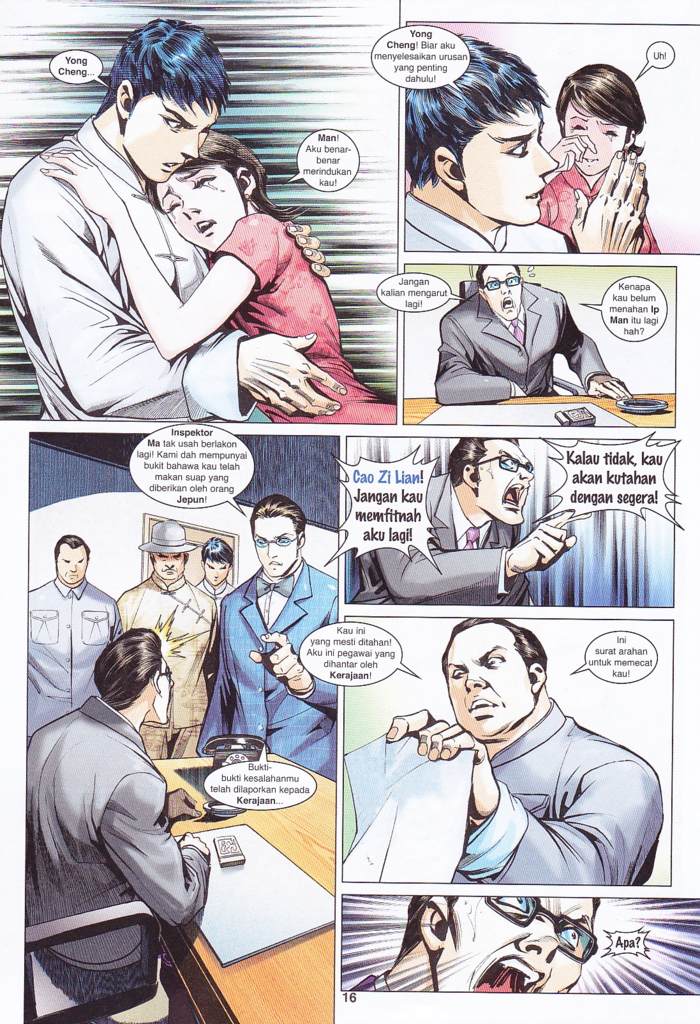 Yong
Cheng...
Man!
Aku benar-
benar
merindukan
kau!
Yong
Cheng! Biar aku
menyelesaikan urusan
yang penting
dahulu!
Uh!
Jangan
kalian mengarut
lagi!
Kenapa
kau belum
menahan Ip
Man itu lagi
hah?
Inspektor
Ma tak usah berlakon
lagi! Kami dah mempunyai
bukit bahawa kau telah
makan suap yang
diberikan oleh orang
Jepun!
Bukti-
bukti kesalahanmu
telah dilaporkan kepada
Kerajaan...
Cao Zi Lian!
Jangan kau
memfitnah
aku lagi!
Kalau tidak, kau
akan kutahan
dengan segera!
Kau ini
yang mesti ditahan!
Aku ini pegawai yang
dihantar oleh
Kerajaan!
Ini
surat arahan
untuk memecat
kau!
Apa?
16